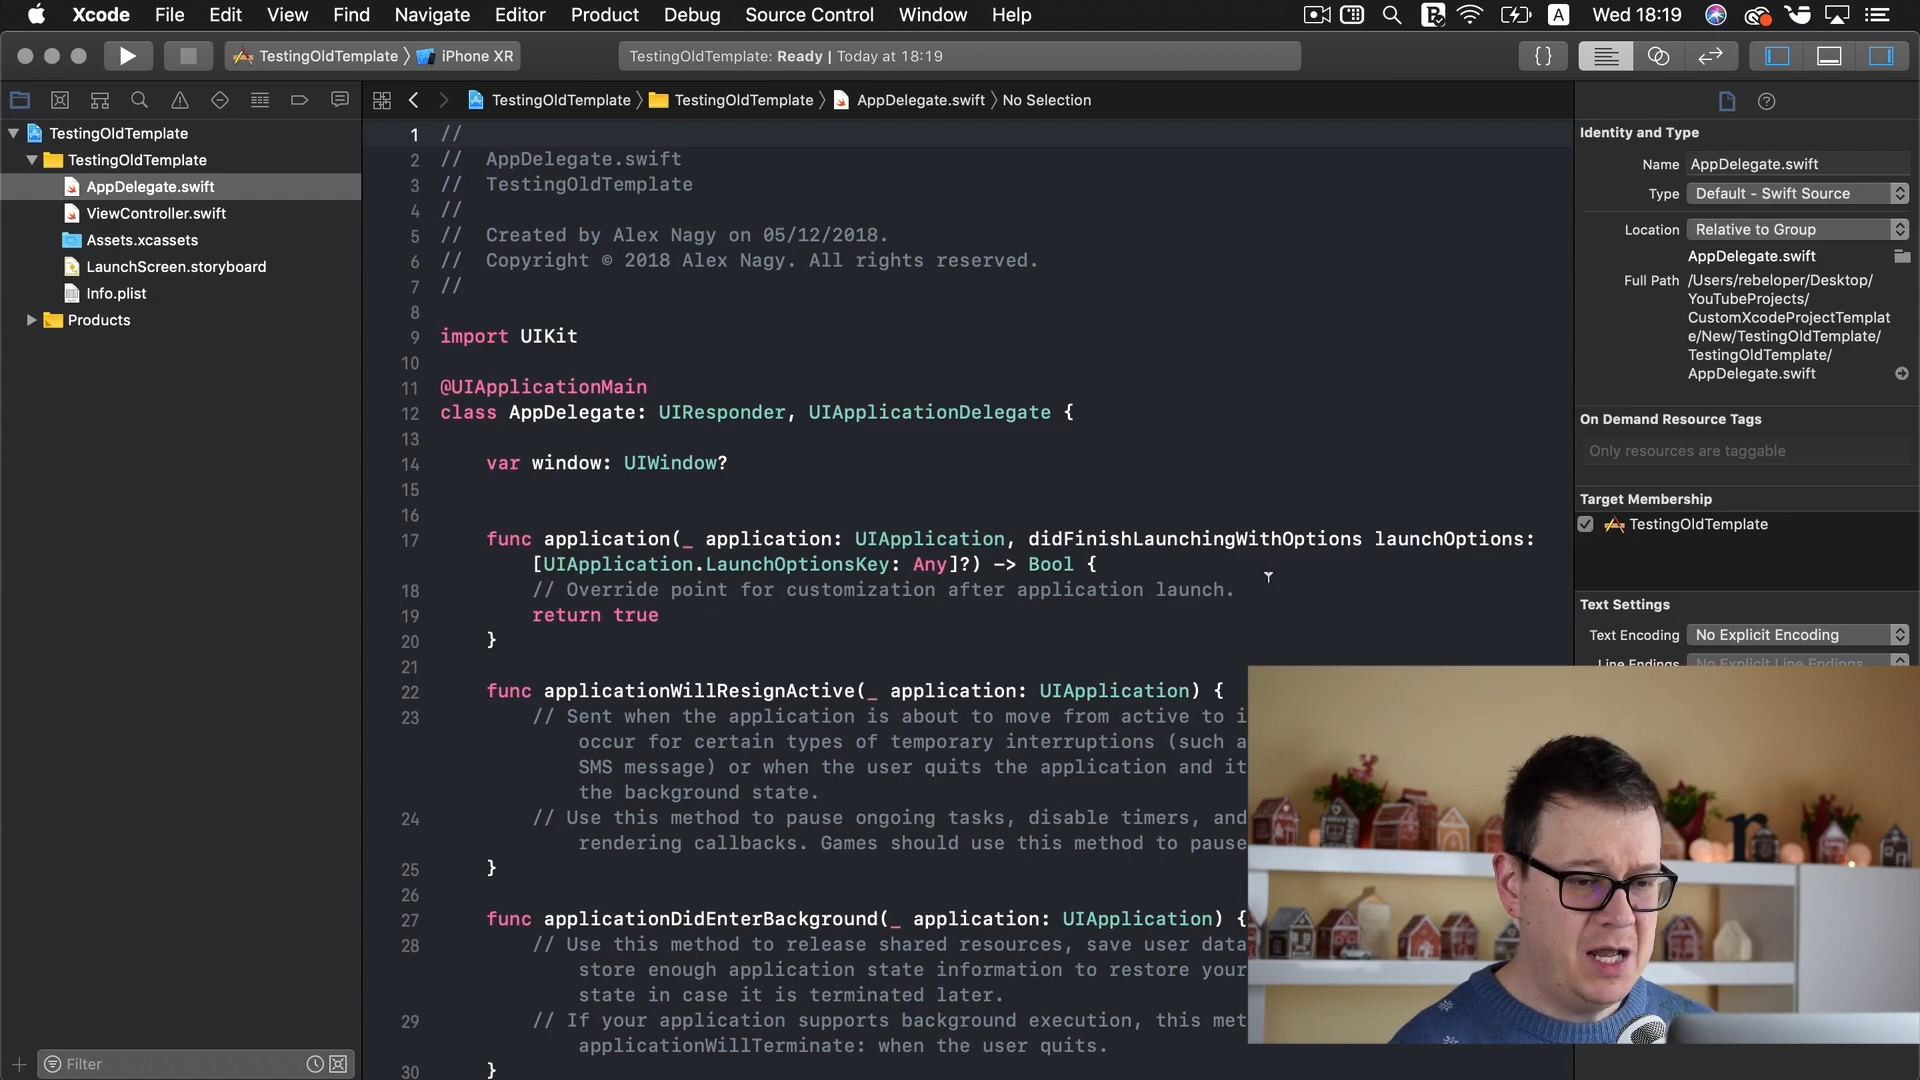 Xcode File Edit View Find Navigate Editor Product Debug Source Control Window Help A Wed 18:19
TestingOldTemplate iPhone XR
TestingOldTemplate: Ready | Today at 18:19
{}
TestingOldTemplate TestingOldTemplate AppDelegate.swift No Selection
TestingOldTemplate
TestingOldTemplate
AppDelegate.swift
ViewController.swift
Assets.xcassets
LaunchScreen.storyboard
Info.plist
Products
Filter
1 //
2 // AppDelegate.swift
3 // TestingOldTemplate
4 //
5 // Created by Alex Nagy on 05/12/2018.
6 // Copyright © 2018 Alex Nagy. All rights reserved.
7 //
8
9 import UIKit
10
11 @UIApplicationMain
12 class AppDelegate: UIResponder, UIApplicationDelegate {
13
14 var window: UIWindow?
15
16
17 func application(_ application: UIApplication, didFinishLaunchingWithOptions launchOptions:
[UIApplication.LaunchOptionsKey: Any]?) -> Bool {
18 // Override point for customization after application launch.
19 return true
20 }
21
22 func applicationWillResignActive(_ application: UIApplication) {
23 // Sent when the application is about to move from active to i
occur for certain types of temporary interruptions (such a
SMS message) or when the user quits the application and it
the background state.
24 // Use this method to pause ongoing tasks, disable timers, and
rendering callbacks. Games should use this method to pause
25 }
26
27 func applicationDidEnterBackground(_ application: UIApplication) {
28 // Use this method to release shared resources, save user data
store enough application state information to restore your
state in case it is terminated later.
29 // If your application supports background execution, this met
applicationWillTerminate: when the user quits.
30 }
Identity and Type
Name AppDelegate.swift
Type Default - Swift Source
Location Relative to Group
AppDelegate.swift
Full Path /Users/rebeloper/Desktop/
YouTubeProjects/
CustomXcodeProjectTemplat
e/New/TestingOldTemplate/
TestingOldTemplate/
AppDelegate.swift
On Demand Resource Tags
Only resources are taggable
Target Membership
TestingOldTemplate
Text Settings
Text Encoding No Explicit Encoding
Line Endings No Explicit Line Endings
r